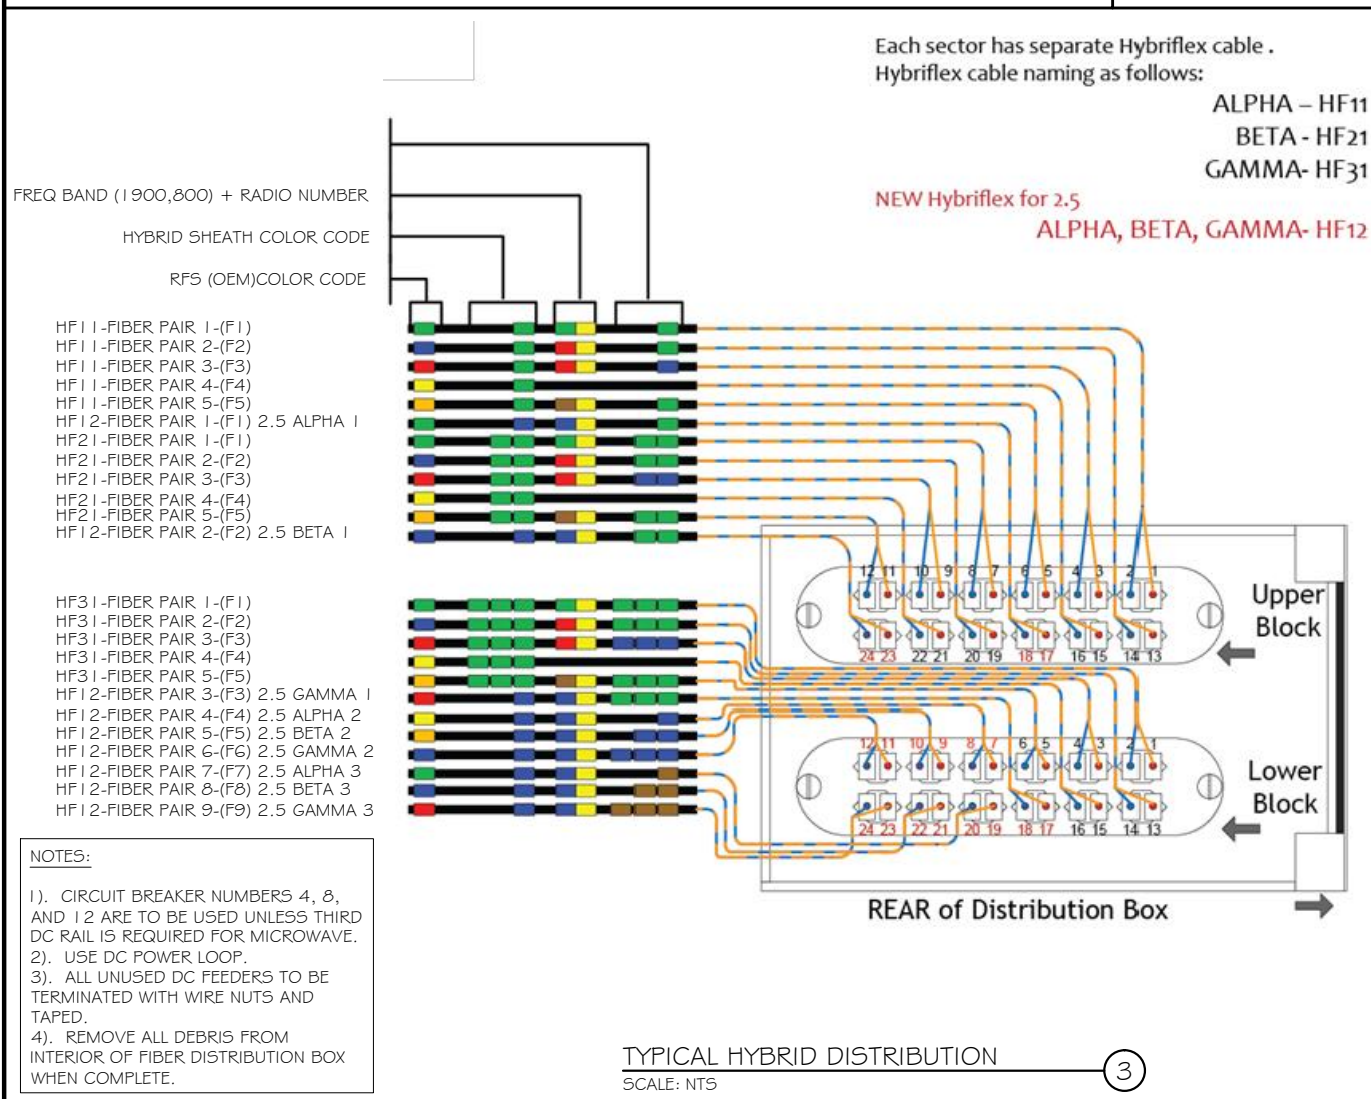 Each sector has separate Hybriflex cable .
Hybriflex cable naming as follows:
ALPHA – HF11
BETA - HF21
GAMMA- HF31
NEW Hybriflex for 2.5
ALPHA, BETA, GAMMA- HF12
FREQ BAND (1900,800) + RADIO NUMBER
HYBRID SHEATH COLOR CODE
RFS (OEM)COLOR CODE
HF11-FIBER PAIR 1-(F1)
HF11-FIBER PAIR 2-(F2)
HF11-FIBER PAIR 3-(F3)
HF11-FIBER PAIR 4-(F4)
HF11-FIBER PAIR 5-(F5)
HF12-FIBER PAIR 1-(F1) 2.5 ALPHA 1
HF21-FIBER PAIR 1-(F1)
HF21-FIBER PAIR 2-(F2)
HF21-FIBER PAIR 3-(F3)
HF21-FIBER PAIR 4-(F4)
HF21-FIBER PAIR 5-(F5)
HF12-FIBER PAIR 2-(F2) 2.5 BETA 1
HF31-FIBER PAIR 1-(F1)
HF31-FIBER PAIR 2-(F2)
HF31-FIBER PAIR 3-(F3)
HF31-FIBER PAIR 4-(F4)
HF31-FIBER PAIR 5-(F5)
HF12-FIBER PAIR 3-(F3) 2.5 GAMMA 1
HF12-FIBER PAIR 4-(F4) 2.5 ALPHA 2
HF12-FIBER PAIR 5-(F5) 2.5 BETA 2
HF12-FIBER PAIR 6-(F6) 2.5 GAMMA 2
HF12-FIBER PAIR 7-(F7) 2.5 ALPHA 3
HF12-FIBER PAIR 8-(F8) 2.5 BETA 3
HF12-FIBER PAIR 9-(F9) 2.5 GAMMA 3
12 11 10 9 8 7 6 5 4 3 2 1
24 23 22 21 20 19 18 17 16 15 14 13
Upper
Block
12 11 10 9 8 7 6 5 4 3 2 1
24 23 22 21 20 19 18 17 16 15 14 13
Lower
Block
REAR of Distribution Box
NOTES:
1). CIRCUIT BREAKER NUMBERS 4, 8,
AND 12 ARE TO BE USED UNLESS THIRD
DC RAIL IS REQUIRED FOR MICROWAVE.
2). USE DC POWER LOOP.
3). ALL UNUSED DC FEEDERS TO BE
TERMINATED WITH WIRE NUTS AND
TAPED.
4). REMOVE ALL DEBRIS FROM
INTERIOR OF FIBER DISTRIBUTION BOX
WHEN COMPLETE.
TYPICAL HYBRID DISTRIBUTION
SCALE: NTS
3